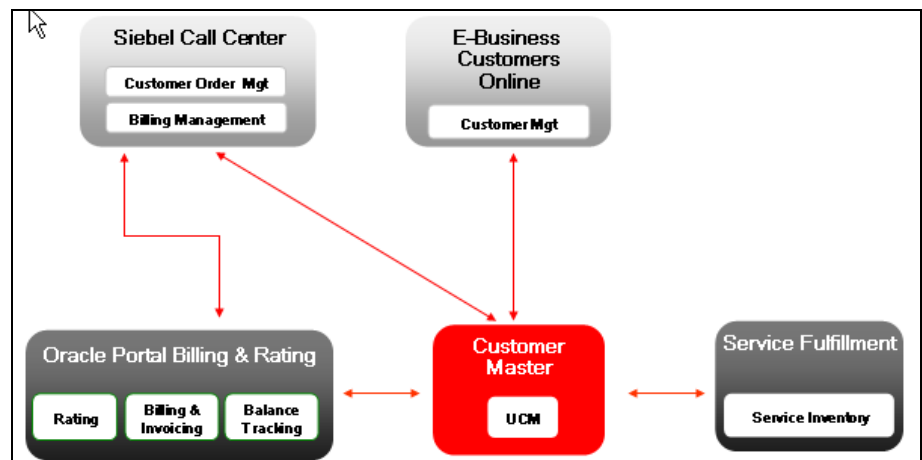 Siebel Call Center
Customer Order Mgt
Billing Management
E-Business
Customers
Online
Customer Mgt
Oracle Portal Billing & Rating
Rating
Billing &
Invoicing
Balance
Tracking
Customer
Master
UCM
Service Fulfillment
Service Inventory